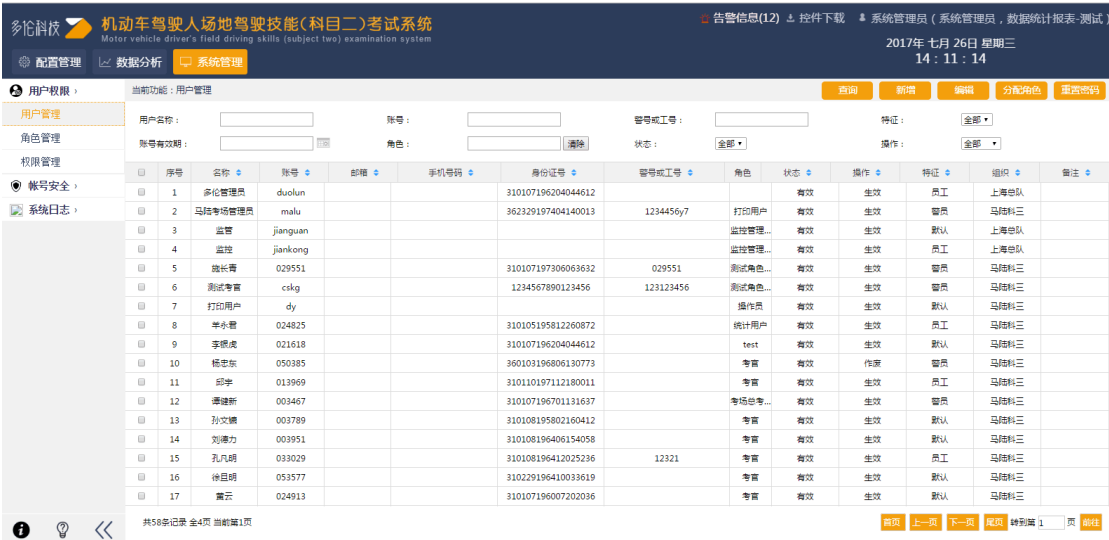 多伦科技 机动车驾驶人场地驾驶技能(科目二)考试系统 告警信息(12) 控件下载 系统管理员 ( 系统管理员 , 数据统计报表-测试 )
Motor vehicle driver's field driving skills (subject two) examination system
2017年 七月 26日 星期三
14 : 11 : 14
配置管理 数据分析 系统管理
用户权限 ›
用户管理
角色管理
权限管理
帐号安全 ›
系统日志 ›
当前功能 : 用户管理 查询 新增 编辑 分配角色 重置密码
用户名称 : 账号 : 警号或工号 : 特征 : 全部
账号有效期 : 角色 : 清除 状态 : 全部 操作 : 全部
序号 名称 账号 邮箱 手机号码 身份证号 警号或工号 角色 状态 操作 特征 组织 备注
1 多伦管理员 duolun 310107196204044612 有效 生效 员工 上海总队
2 马陆考场管理员 malu 362329197404140013 1234456y7 打印用户 有效 生效 警员 马陆科三
3 监管 jianguan 监控管理... 有效 生效 默认 上海总队
4 监控 jiankong 监控管理... 有效 生效 员工 上海总队
5 施长青 029551 310107197306063632 029551 测试角色... 有效 生效 警员 马陆科三
6 测试考官 cskg 1234567890123456 123123456 测试角色... 有效 生效 警员 马陆科三
7 打印用户 dy 操作员 有效 生效 默认 马陆科三
8 羊永君 024825 310105195812260872 统计用户 有效 生效 员工 马陆科三
9 李银虎 021618 310107196204044612 test 有效 生效 默认 马陆科三
10 杨忠东 050385 360103196806130773 考官 有效 作废 警员 马陆科三
11 邱宇 013969 310110197112180011 考官 有效 生效 员工 马陆科三
12 谭健新 003467 310107196701131637 考场总考... 有效 生效 警员 马陆科三
13 孙文镳 003789 310108195802160412 考官 有效 生效 默认 马陆科三
14 刘德力 003951 310108196406154058 考官 有效 生效 默认 马陆科三
15 孔凡明 033029 310108196412025236 12321 考官 有效 生效 员工 马陆科三
16 徐旦明 053577 310229196410033619 考官 有效 生效 默认 马陆科三
17 黄云 024913 310107196007202036 考官 有效 生效 默认 马陆科三
共58条记录 全4页 当前第1页 首页 上一页 下一页 尾页 转到第 1 页 前往